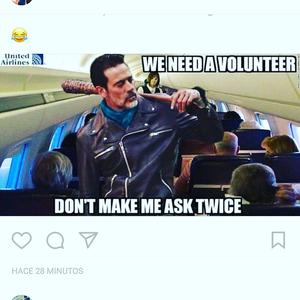 United
Airlines
WE NEED A VOLUNTEER
DON'T MAKE ME ASK TWICE
HACE 28 MINUTOS